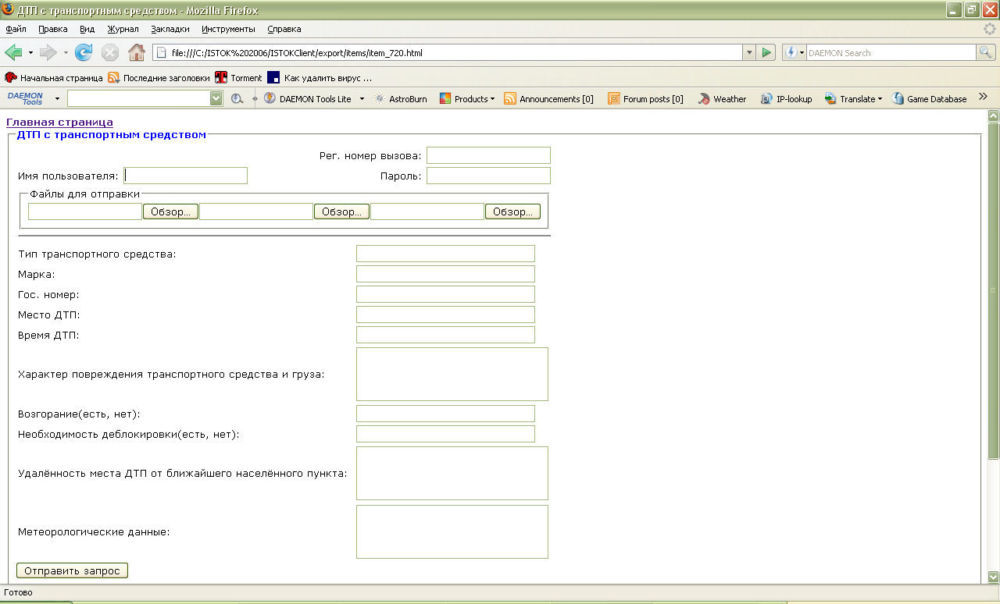 ДТП с транспортным средством - Mozilla Firefox
Файл Правка Вид Журнал Закладки Инструменты Справка
file:///C:/ISTOK%202006/ISTOKClient/export/items/item_720.html DAEMON Search
Начальная страница Последние заголовки Torment Как удалить вирус ...
DAEMON Tools DAEMON Tools Lite AstroBurn Products Announcements [0] Forum posts [0] Weather IP-lookup Translate Game Database »
Главная страница
ДТП с транспортным средством
Рег. номер вызова:
Имя пользователя: Пароль:
Файлы для отправки
Обзор... Обзор... Обзор...
Тип транспортного средства:
Марка:
Гос. номер:
Место ДТП:
Время ДТП:
Характер повреждения транспортного средства и груза:
Возгорание(есть, нет):
Необходимость деблокировки(есть, нет):
Удалённость места ДТП от ближайшего населённого пункта:
Метеорологические данные:
Отправить запрос
Готово